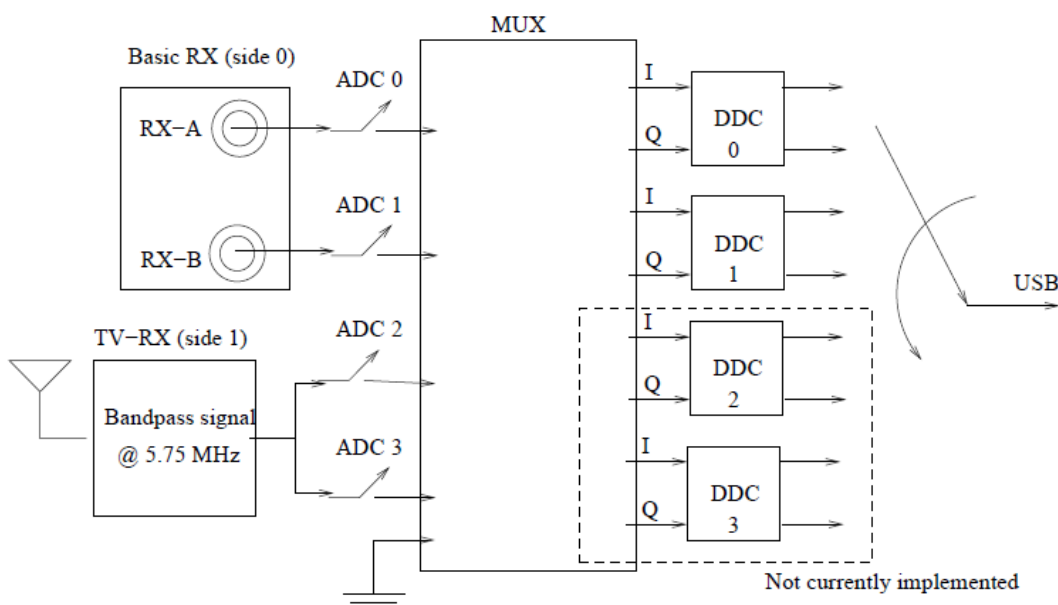 MUX
Basic RX (side 0)
ADC 0
RX−A
ADC 1
RX−B
TV−RX (side 1)
ADC 2
Bandpass signal
@ 5.75 MHz
ADC 3
I
Q
DDC
0
I
Q
DDC
1
I
Q
DDC
2
I
Q
DDC
3
USB
Not currently implemented